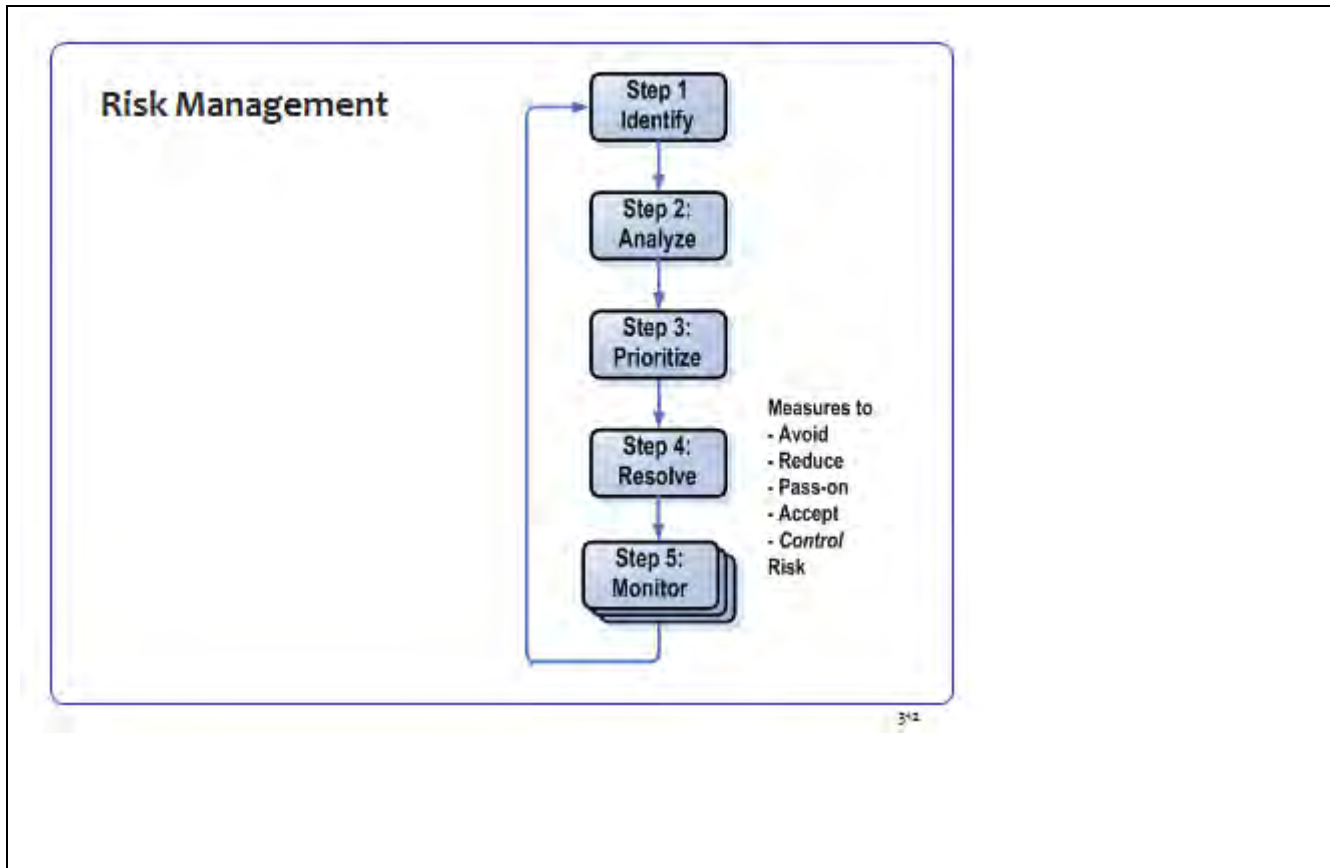 Risk Management
Step 1
Identify
Step 2:
Analyze
Step 3:
Prioritize
Step 4:
Resolve
Step 5:
Monitor
Measures to
- Avoid
- Reduce
- Pass-on
- Accept
- Control
Risk
312